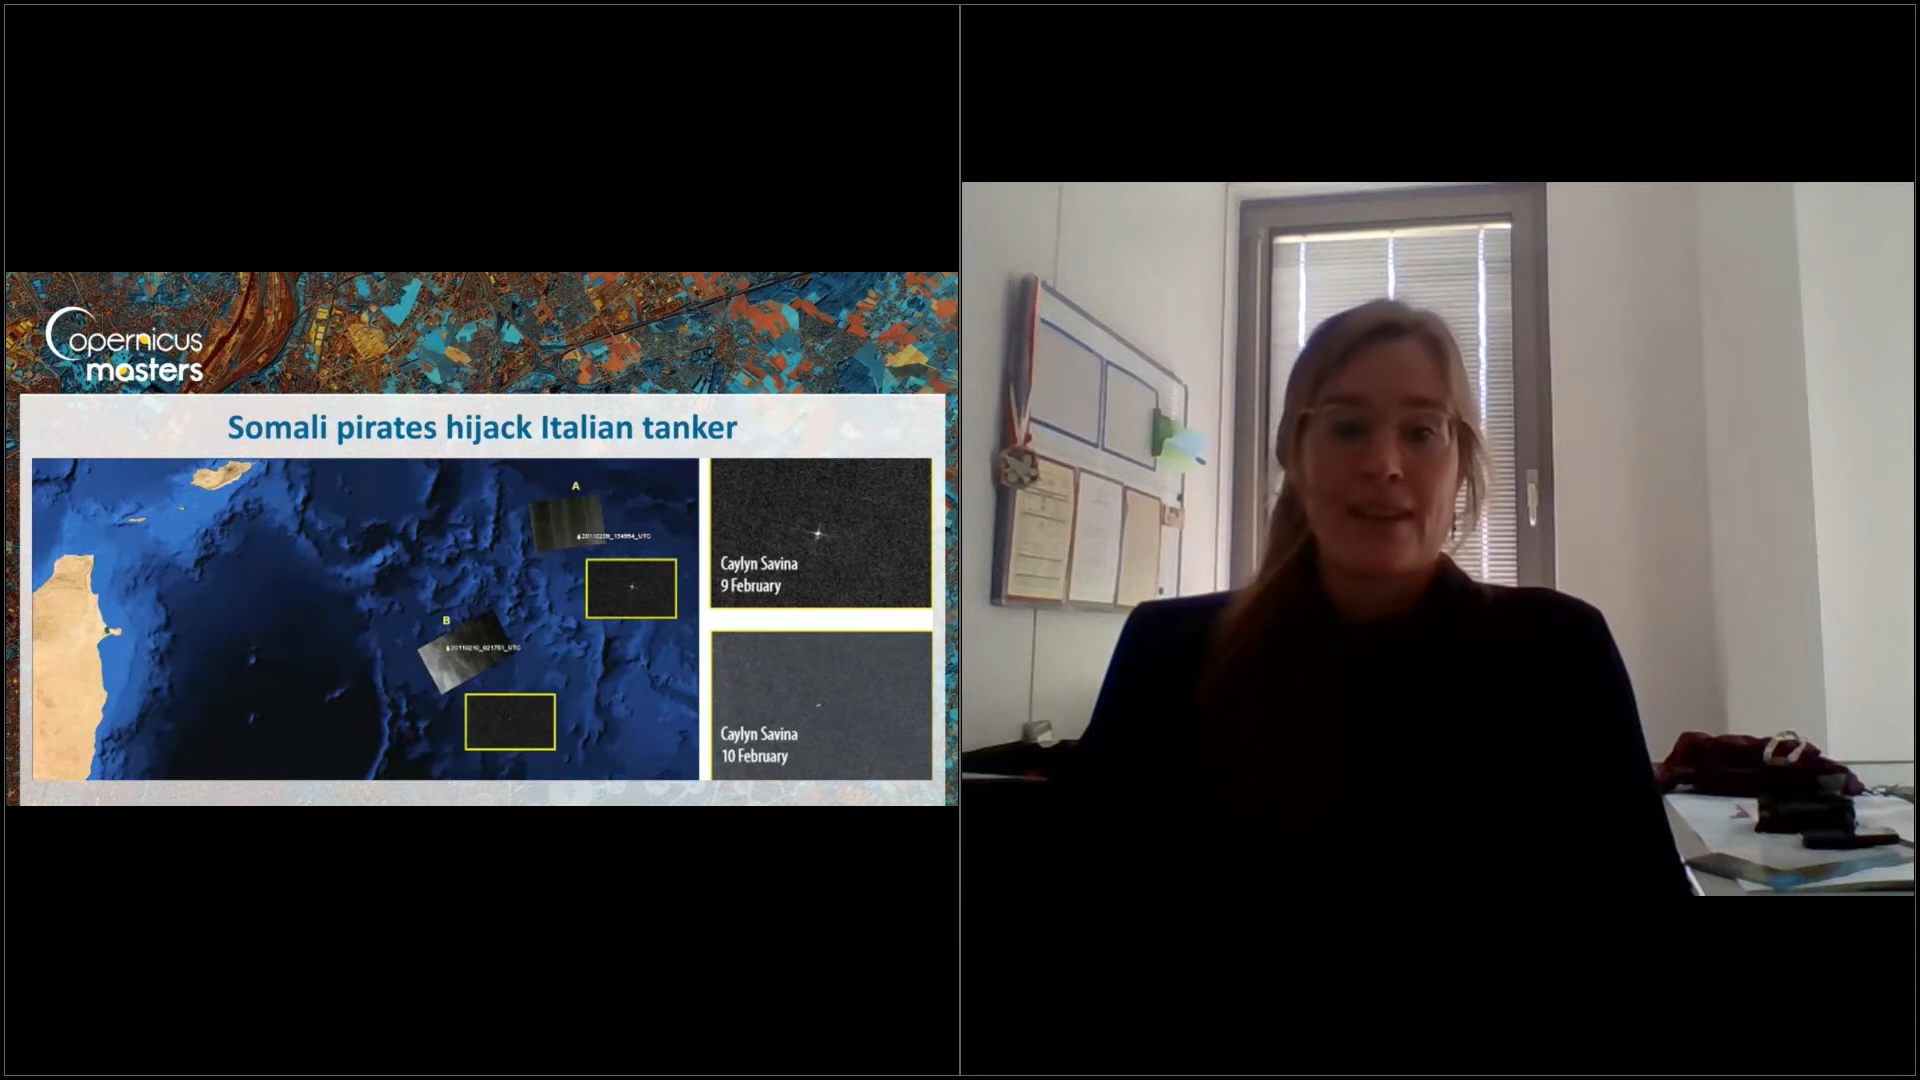 Copernicus
masters
Somali pirates hijack Italian tanker
A
B
Caylyn Savina
9 February
Caylyn Savina
10 February